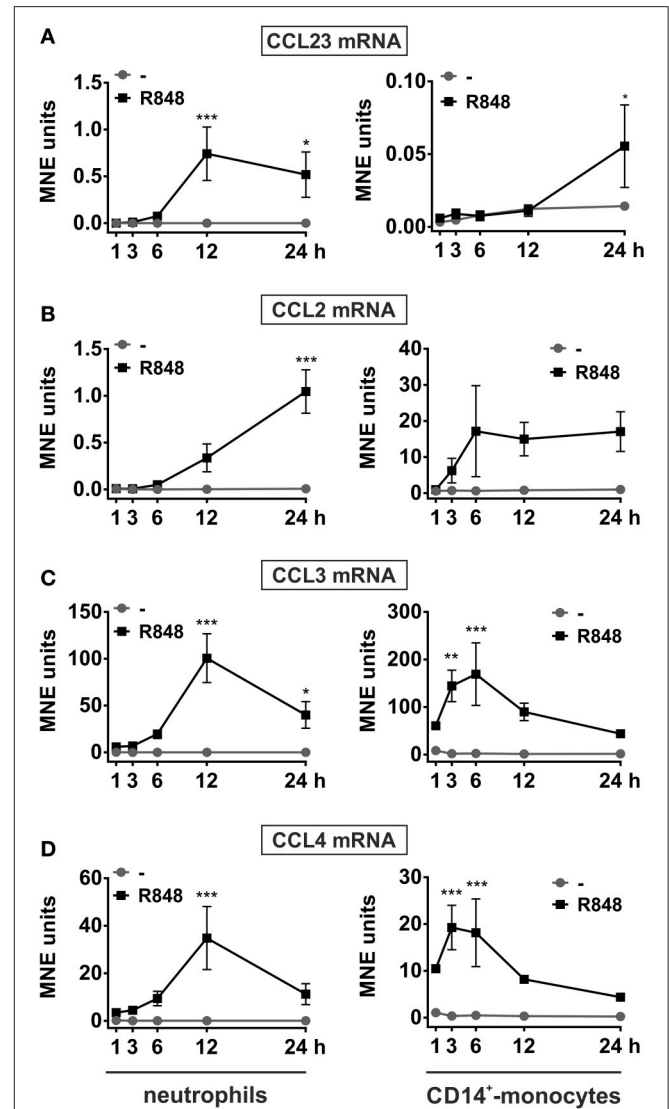 A
CCL23 mRNA
MNE units
-
R848
1.5
1.0
0.5
0.0
***
*
1 3 6 12 24 h
MNE units
-
R848
0.10
0.05
0.00
*
1 3 6 12 24 h
B
CCL2 mRNA
MNE units
-
R848
1.5
1.0
0.5
0.0
***
1 3 6 12 24 h
MNE units
-
R848
40
30
20
10
0
1 3 6 12 24 h
C
CCL3 mRNA
MNE units
-
R848
150
100
50
0
***
*
1 3 6 12 24 h
MNE units
-
R848
300
200
100
0
**
***
1 3 6 12 24 h
D
CCL4 mRNA
MNE units
-
R848
60
40
20
0
***
1 3 6 12 24 h
neutrophils
MNE units
-
R848
30
20
10
0
***
***
1 3 6 12 24 h
CD14⁺-monocytes